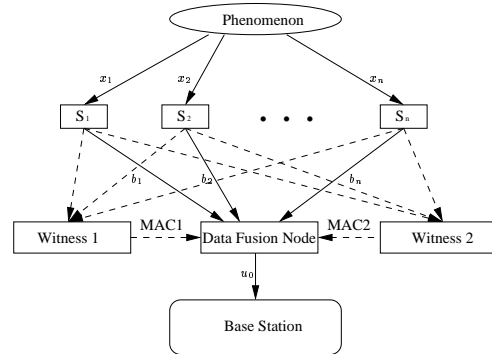 Phenomenon
x1 x2 xn
S1 S2 • • • Sn
b1 b2 bn
MAC1 MAC2
Witness 1 Data Fusion Node Witness 2
u0
Base Station